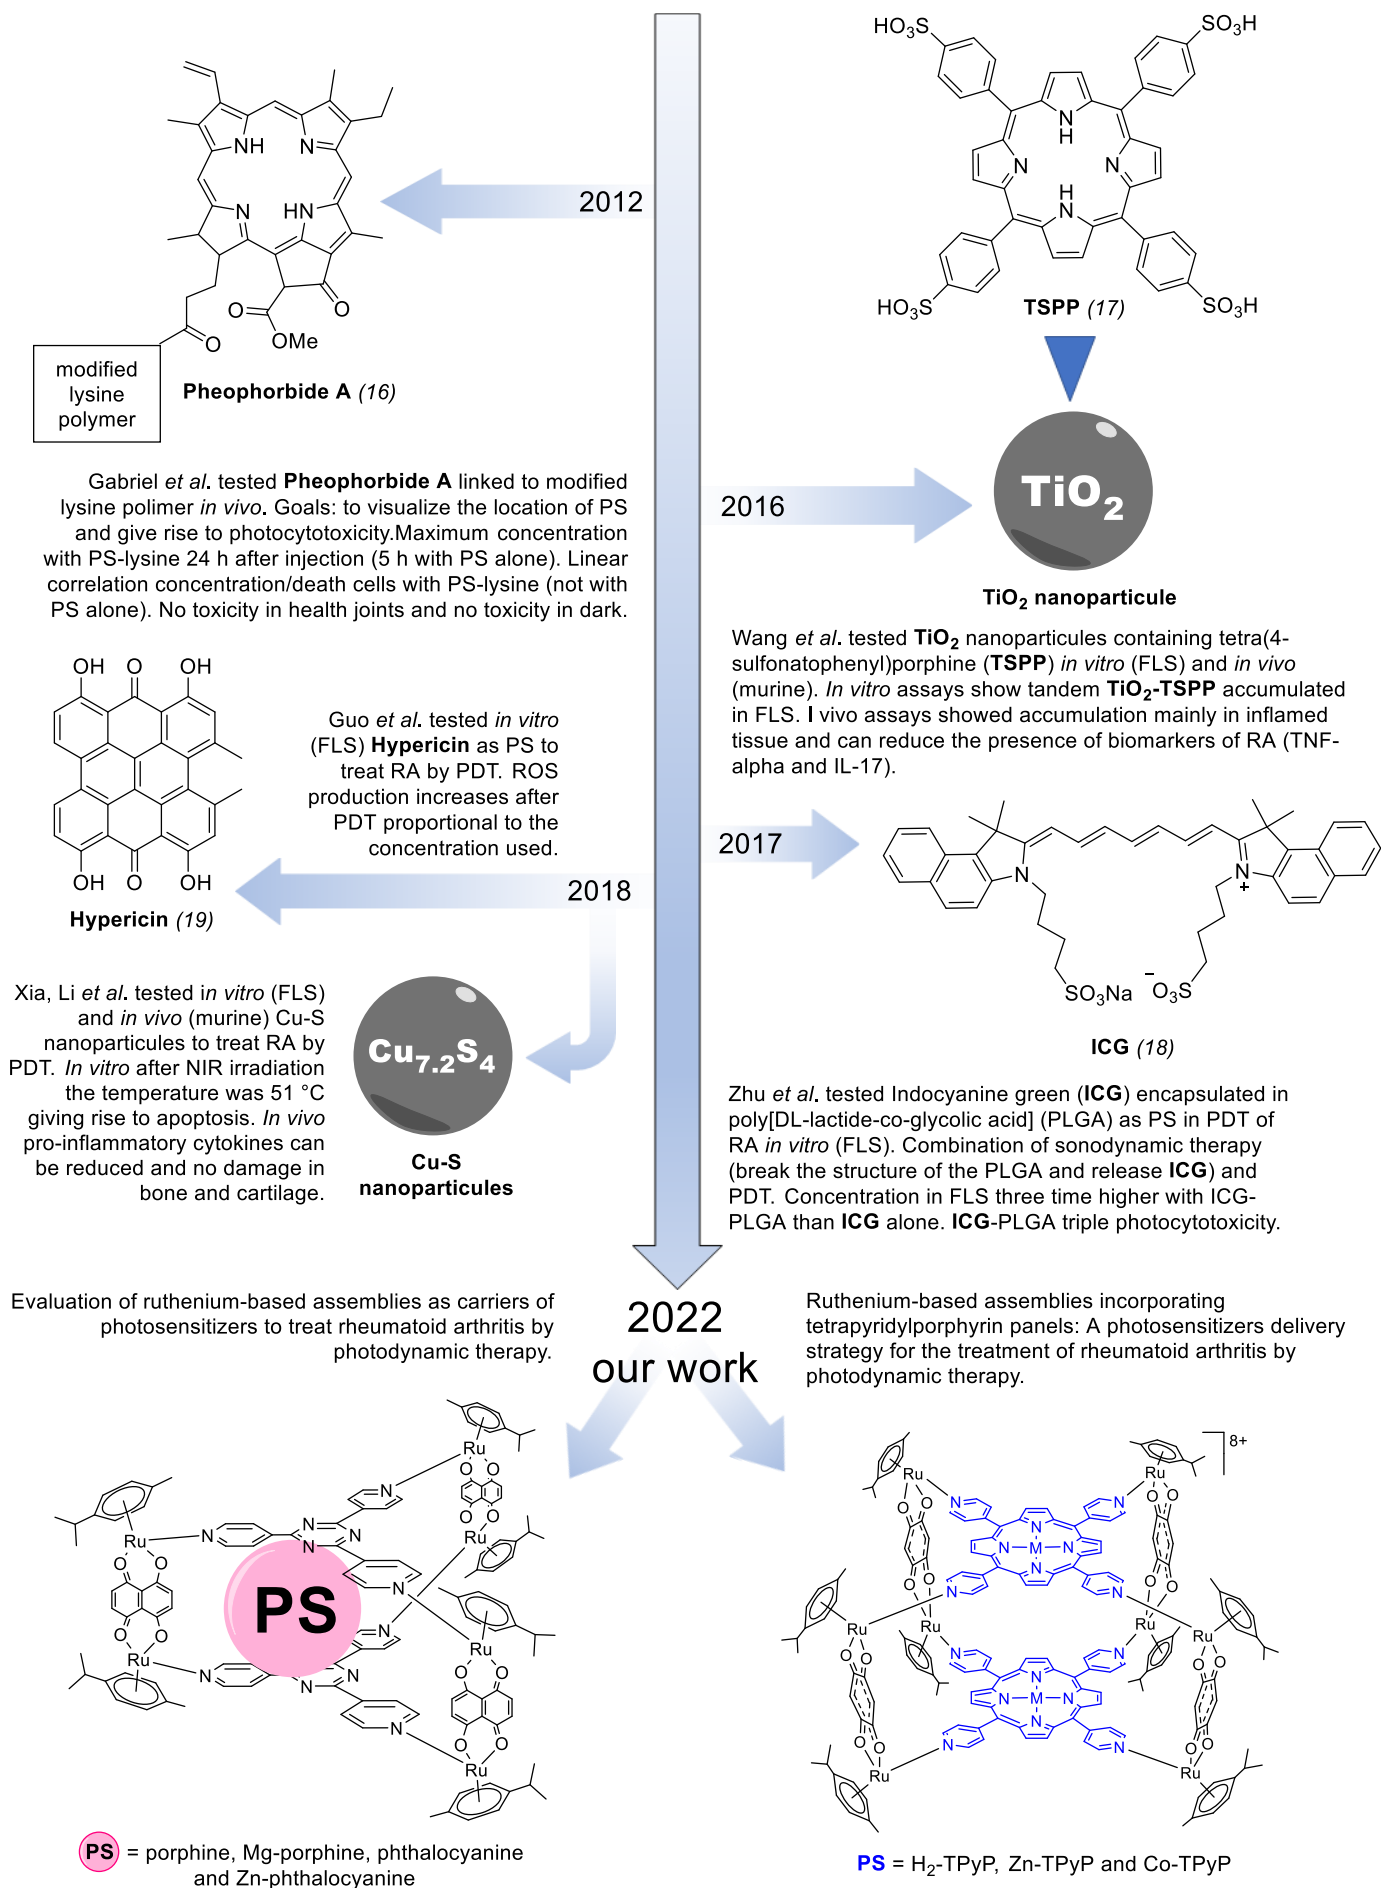 HO3S
SO3H
NH
N
N
HN
O
O
OMe
O
modified
lysine
polymer
Pheophorbide A (16)
2012
N
H
N
N
H
N
HO3S
SO3H
TSPP (17)
Gabriel et al. tested Pheophorbide A linked to modified
lysine polimer in vivo. Goals: to visualize the location of PS
and give rise to photocytotoxicity.Maximum concentration
with PS-lysine 24 h after injection (5 h with PS alone). Linear
correlation concentration/death cells with PS-lysine (not with
PS alone). No toxicity in health joints and no toxicity in dark.
2016
TiO2
TiO2 nanoparticule
Wang et al. tested TiO2 nanoparticules containing tetra(4-
sulfonatophenyl)porphine (TSPP) in vitro (FLS) and in vivo
(murine). In vitro assays show tandem TiO2-TSPP accumulated
in FLS. I vivo assays showed accumulation mainly in inflamed
tissue and can reduce the presence of biomarkers of RA (TNF-
alpha and IL-17).
OH O OH
OH O OH
Hypericin (19)
Guo et al. tested in vitro
(FLS) Hypericin as PS to
treat RA by PDT. ROS
production increases after
PDT proportional to the
concentration used.
2018
2017
N
N
+
SO3Na
−
O3S
ICG (18)
Xia, Li et al. tested in vitro (FLS)
and in vivo (murine) Cu-S
nanoparticules to treat RA by
PDT. In vitro after NIR irradiation
the temperature was 51 °C
giving rise to apoptosis. In vivo
pro-inflammatory cytokines can
be reduced and no damage in
bone and cartilage.
Cu7.2S4
Cu-S
nanoparticules
Zhu et al. tested Indocyanine green (ICG) encapsulated in
poly[DL-lactide-co-glycolic acid] (PLGA) as PS in PDT of
RA in vitro (FLS). Combination of sonodynamic therapy
(break the structure of the PLGA and release ICG) and
PDT. Concentration in FLS three time higher with ICG-
PLGA than ICG alone. ICG-PLGA triple photocytotoxicity.
2022
our work
Evaluation of ruthenium-based assemblies as carriers of
photosensitizers to treat rheumatoid arthritis by
photodynamic therapy.
Ruthenium-based assemblies incorporating
tetrapyridylporphyrin panels: A photosensitizers delivery
strategy for the treatment of rheumatoid arthritis by
photodynamic therapy.
Ru
O O
O O
Ru
N
N
N
N
N
Ru
O O
O O
Ru
N
PS
N
N
N
N
N
Ru
O O
O O
Ru
N
PS = porphine, Mg-porphine, phthalocyanine
and Zn-phthalocyanine
8+
Ru
Ru
N
N
O O
O O
N
N M N
N
N
N
O O
O O
Ru
Ru
Ru
Ru
N
N
O O
O O
N
N M N
N
N
N
O O
O O
Ru
Ru
PS = H2-TPyP, Zn-TPyP and Co-TPyP